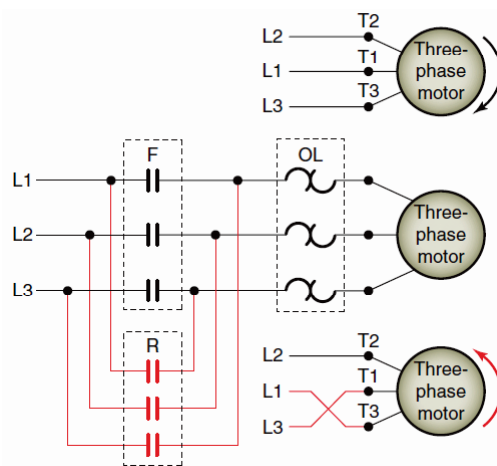 T2
L2
T1
Three-
phase
motor
L1
T3
L3
F
OL
L1
L2
Three-
phase
motor
L3
R
T2
L2
T1
Three-
phase
motor
L1
T3
L3